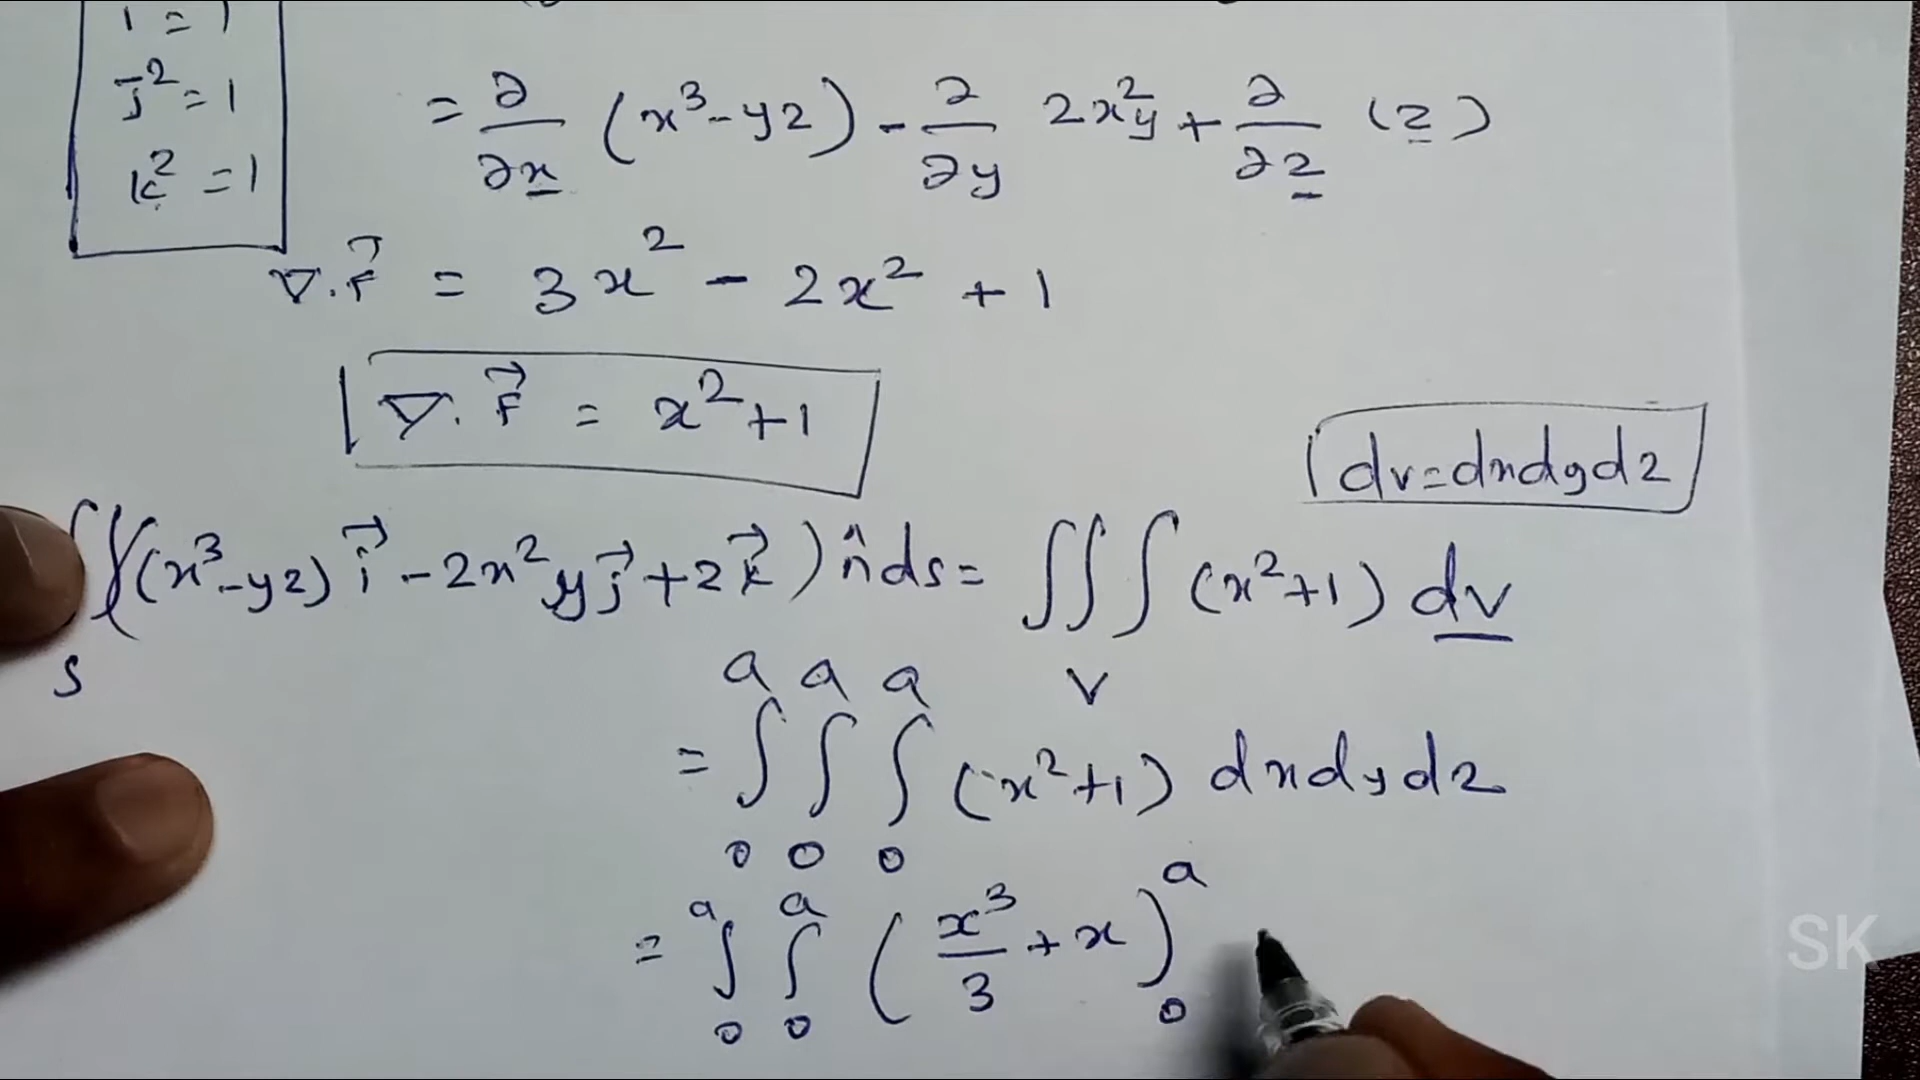 i = 1
j² = 1
k² = 1
= ∂/∂x (x³ - yz) - ∂/∂y 2x²y + ∂/∂z (z)
∇.F⃗ = 3x² - 2x² + 1
∇.F⃗ = x² + 1
dv = dxdydz
∫∫ ((x³ - yz) i⃗ - 2x²y j⃗ + z k⃗) n̂ ds = ∫∫∫ (x² + 1) dv
S V
= ∫₀ᵃ ∫₀ᵃ ∫₀ᵃ (x² + 1) dxdydz
= ∫₀ᵃ ∫₀ᵃ (x³/3 + x)₀ᵃ
SK